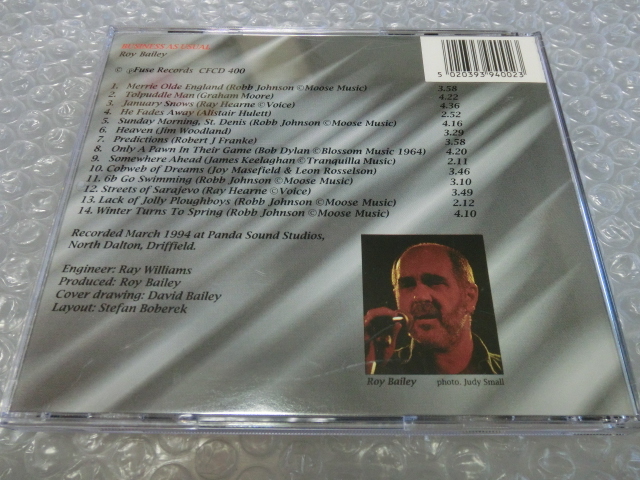 BUSINESS AS USUAL
Roy Bailey
© ℗Fuse Records CFCD 400
1. Merrie Olde England (Robb Johnson ©Moose Music) 3.58
2. Tolpuddle Man (Graham Moore) 4.22
3. January Snows (Ray Hearne ©Voice) 4.36
4. He Fades Away (Alistair Hulett) 2.52
5. Sunday Morning, St. Denis (Robb Johnson ©Moose Music) 4.16
6. Heaven (Jim Woodland) 3.29
7. Predictions (Robert J Franke) 3.58
8. Only A Pawn In Their Game (Bob Dylan ©Blossom Music 1964) 4.20
9. Somewhere Ahead (James Keelaghan ©Tranquilla Music) 2.11
10. Cobweb of Dreams (Joy Masefield & Leon Rosselson) 3.46
11. 6b Go Swimming (Robb Johnson ©Moose Music) 3.10
12. Streets of Sarajevo (Ray Hearne ©Voice) 3.49
13. Lack of Jolly Ploughboys (Robb Johnson ©Moose Music) 2.12
14. Winter Turns To Spring (Robb Johnson ©Moose Music) 4.10
Recorded March 1994 at Panda Sound Studios,
North Dalton, Driffield.
Engineer: Ray Williams
Produced: Roy Bailey
Cover drawing: David Bailey
Layout: Stefan Boberek
5 020393 940023
Roy Bailey photo. Judy Small